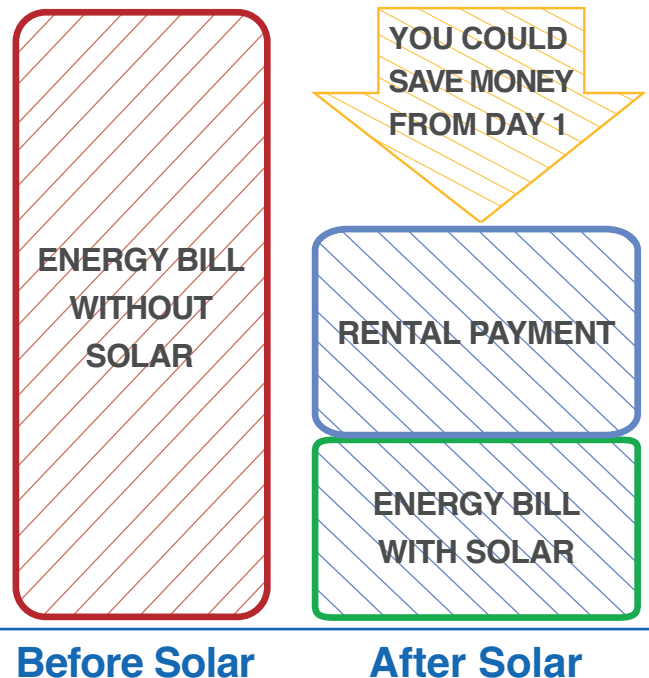 ENERGY BILL
WITHOUT
SOLAR
YOU COULD
SAVE MONEY
FROM DAY 1
RENTAL PAYMENT
ENERGY BILL
WITH SOLAR
Before Solar
After Solar